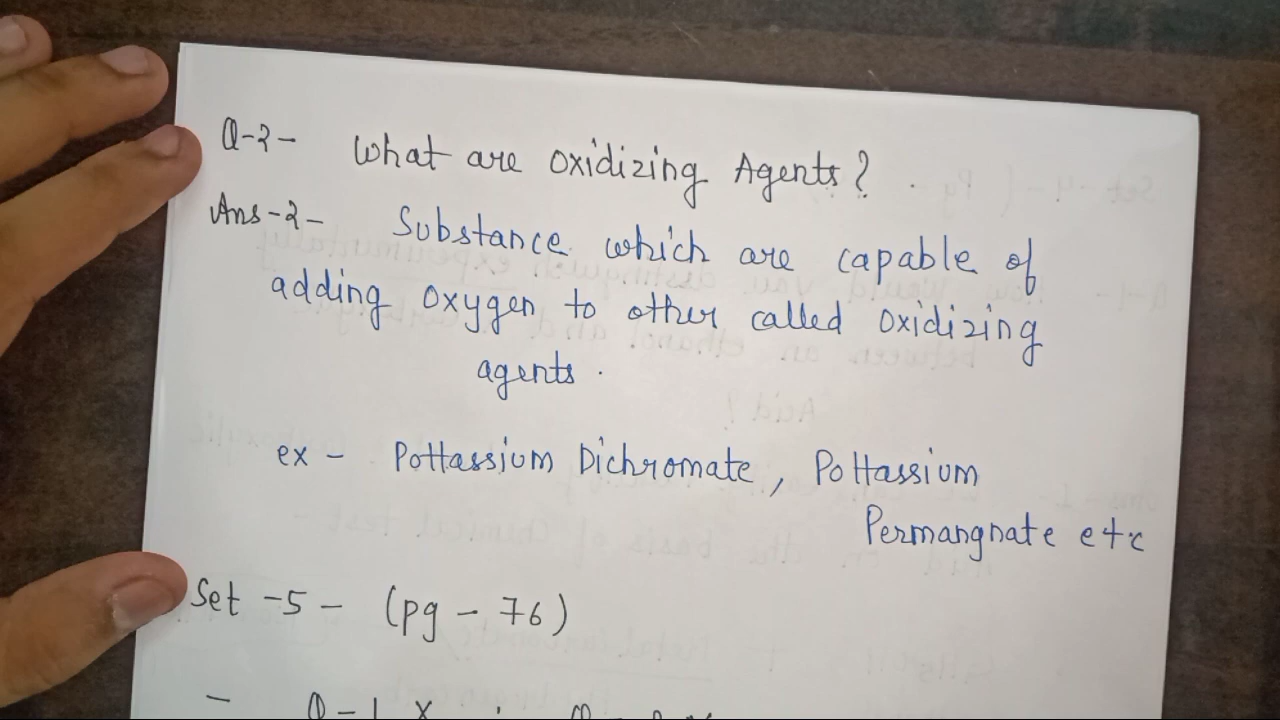 Q-2- What are Oxidizing Agents?
Ans-2- Substance which are capable of
adding oxygen to other called oxidizing
agents.
ex - Pottassium Dichromate, Pottassium
Permangnate etc
Set -5- (pg - 76)